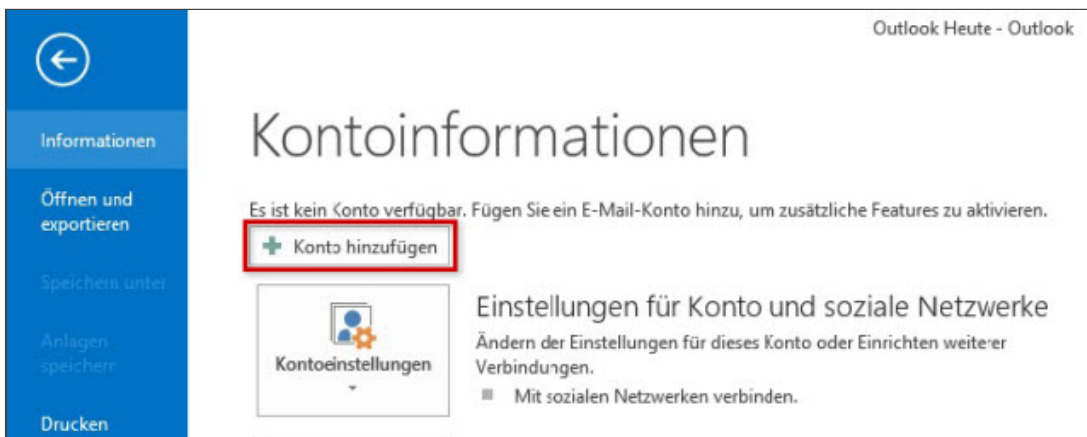 Outlook Heute - Outlook
Informationen
Öffnen und
exportieren
Speichern unter
Anlagen
speichern
Drucken
Kontoinformationen
Es ist kein Konto verfügbar. Fügen Sie ein E-Mail-Konto hinzu, um zusätzliche Features zu aktivieren.
Konto hinzufügen
Kontoeinstellungen
Einstellungen für Konto und soziale Netzwerke
Ändern der Einstellungen für dieses Konto oder Einrichten weiterer
Verbindungen.
Mit sozialen Netzwerken verbinden.